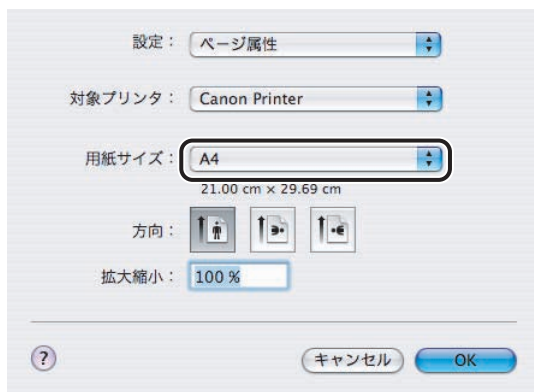 設定： ページ属性
対象プリンタ： Canon Printer
用紙サイズ： A4
21.00 cm × 29.69 cm
方向：
拡大縮小： 100 %
? キャンセル OK